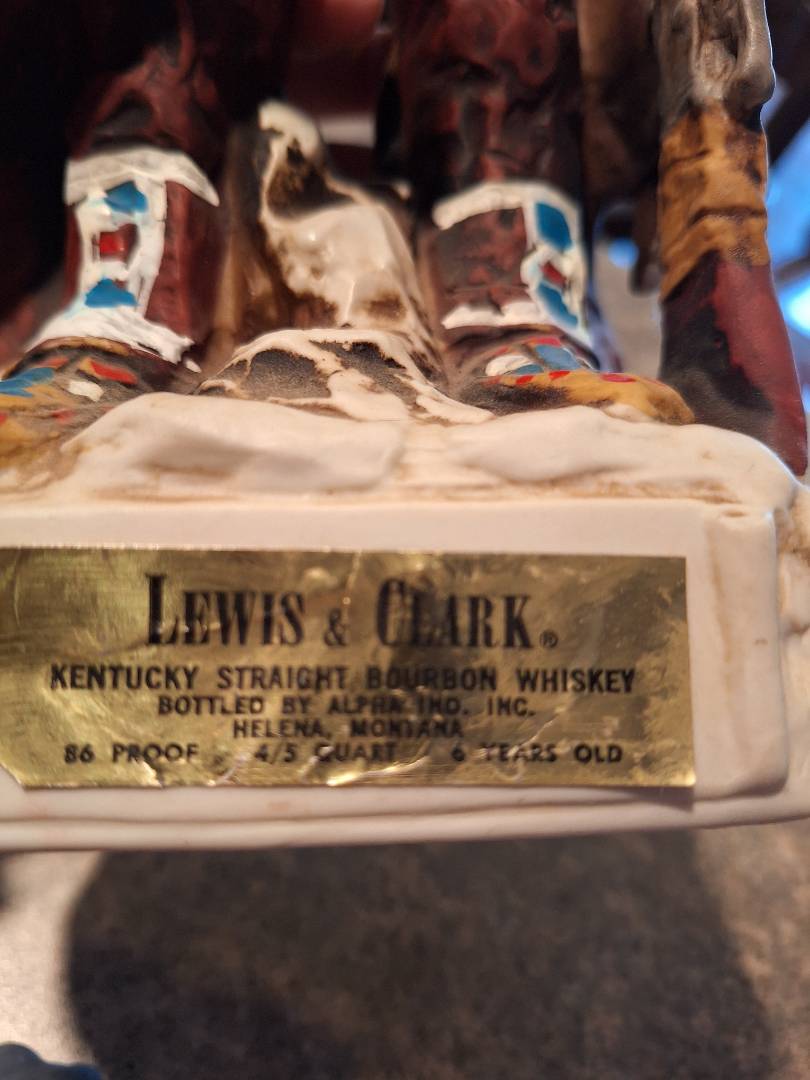 LEWIS & CLARK®
KENTUCKY STRAIGHT BOURBON WHISKEY
BOTTLED BY ALPHA IND. INC.
HELENA, MONTANA
86 PROOF 4/5 QUART 6 YEARS OLD